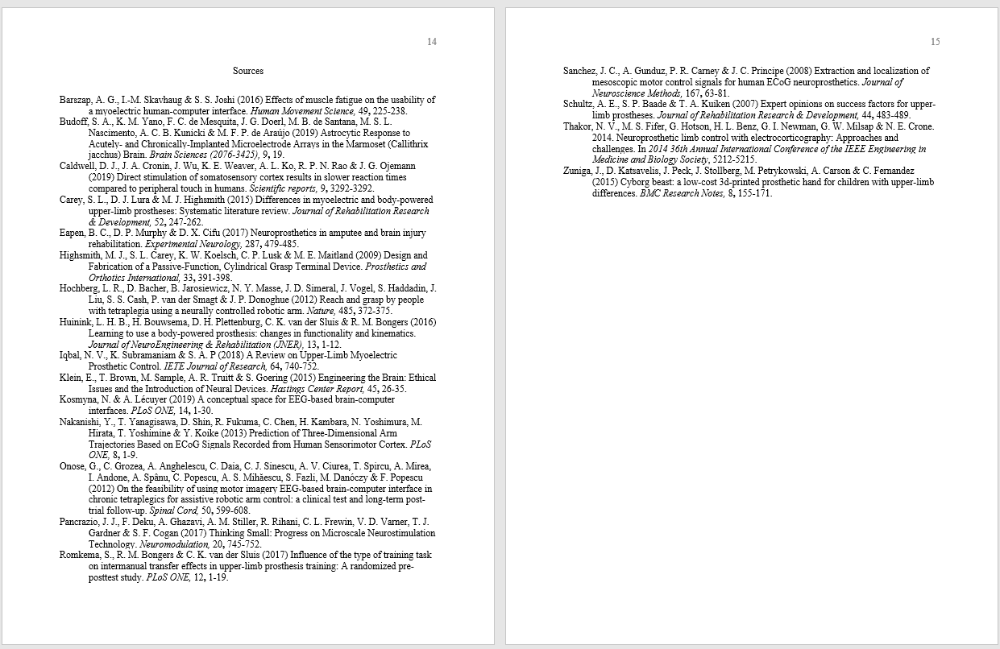 14
Sources
Barszap, A. G., I.-M. Skavhaug & S. S. Joshi (2016) Effects of muscle fatigue on the usability of
a myoelectric human-computer interface. Human Movement Science, 49, 225-238.
Budoff, S. A., K. M. Yano, F. C. de Mesquita, J. G. Doerl, M. B. de Santana, M. S. L.
Nascimento, A. C. B. Kunicki & M. F. P. de Araújo (2019) Astrocytic Response to
Acutely- and Chronically-Implanted Microelectrode Arrays in the Marmoset (Callithrix
jacchus) Brain. Brain Sciences (2076-3425), 9, 19.
Caldwell, D. J., J. A. Cronin, J. Wu, K. E. Weaver, A. L. Ko, R. P. N. Rao & J. G. Ojemann
(2019) Direct stimulation of somatosensory cortex results in slower reaction times
compared to peripheral touch in humans. Scientific reports, 9, 3292-3292.
Carey, S. L., D. J. Lura & M. J. Highsmith (2015) Differences in myoelectric and body-powered
upper-limb prostheses: Systematic literature review. Journal of Rehabilitation Research
& Development, 52, 247-262.
Eapen, B. C., D. P. Murphy & D. X. Cifu (2017) Neuroprosthetics in amputee and brain injury
rehabilitation. Experimental Neurology, 287, 479-485.
Highsmith, M. J., S. L. Carey, K. W. Koelsch, C. P. Lusk & M. E. Maitland (2009) Design and
Fabrication of a Passive-Function, Cylindrical Grasp Terminal Device. Prosthetics and
Orthotics International, 33, 391-398.
Hochberg, L. R., D. Bacher, B. Jarosiewicz, N. Y. Masse, J. D. Simeral, J. Vogel, S. Haddadin, J.
Liu, S. S. Cash, P. van der Smagt & J. P. Donoghue (2012) Reach and grasp by people
with tetraplegia using a neurally controlled robotic arm. Nature, 485, 372-375.
Huinink, L. H. B., H. Bouwsema, D. H. Plettenburg, C. K. van der Sluis & R. M. Bongers (2016)
Learning to use a body-powered prosthesis: changes in functionality and kinematics.
Journal of NeuroEngineering & Rehabilitation (JNER), 13, 1-12.
Iqbal, N. V., K. Subramaniam & S. A. P (2018) A Review on Upper-Limb Myoelectric
Prosthetic Control. IETE Journal of Research, 64, 740-752.
Klein, E., T. Brown, M. Sample, A. R. Truitt & S. Goering (2015) Engineering the Brain: Ethical
Issues and the Introduction of Neural Devices. Hastings Center Report, 45, 26-35.
Kosmyna, N. & A. Lécuyer (2019) A conceptual space for EEG-based brain-computer
interfaces. PLoS ONE, 14, 1-30.
Nakanishi, Y., T. Yanagisawa, D. Shin, R. Fukuma, C. Chen, H. Kambara, N. Yoshimura, M.
Hirata, T. Yoshimine & Y. Koike (2013) Prediction of Three-Dimensional Arm
Trajectories Based on ECoG Signals Recorded from Human Sensorimotor Cortex. PLoS
ONE, 8, 1-9.
Onose, G., C. Grozea, A. Anghelescu, C. Daia, C. J. Sinescu, A. V. Ciurea, T. Spircu, A. Mirea,
I. Andone, A. Spânu, C. Popescu, A. S. Mihăescu, S. Fazli, M. Danóczy & F. Popescu
(2012) On the feasibility of using motor imagery EEG-based brain-computer interface in
chronic tetraplegics for assistive robotic arm control: a clinical test and long-term post-
trial follow-up. Spinal Cord, 50, 599-608.
Pancrazio, J. J., F. Deku, A. Ghazavi, A. M. Stiller, R. Rihani, C. L. Frewin, V. D. Varner, T. J.
Gardner & S. F. Cogan (2017) Thinking Small: Progress on Microscale Neurostimulation
Technology. Neuromodulation, 20, 745-752.
Romkema, S., R. M. Bongers & C. K. van der Sluis (2017) Influence of the type of training task
on intermanual transfer effects in upper-limb prosthesis training: A randomized pre-
posttest study. PLoS ONE, 12, 1-19.
15
Sanchez, J. C., A. Gunduz, P. R. Carney & J. C. Principe (2008) Extraction and localization of
mesoscopic motor control signals for human ECoG neuroprosthetics. Journal of
Neuroscience Methods, 167, 63-81.
Schultz, A. E., S. P. Baade & T. A. Kuiken (2007) Expert opinions on success factors for upper-
limb prostheses. Journal of Rehabilitation Research & Development, 44, 483-489.
Thakor, N. V., M. S. Fifer, G. Hotson, H. L. Benz, G. I. Newman, G. W. Milsap & N. E. Crone.
2014. Neuroprosthetic limb control with electrocorticography: Approaches and
challenges. In 2014 36th Annual International Conference of the IEEE Engineering in
Medicine and Biology Society, 5212-5215.
Zuniga, J., D. Katsavelis, J. Peck, J. Stollberg, M. Petrykowski, A. Carson & C. Fernandez
(2015) Cyborg beast: a low-cost 3d-printed prosthetic hand for children with upper-limb
differences. BMC Research Notes, 8, 155-171.